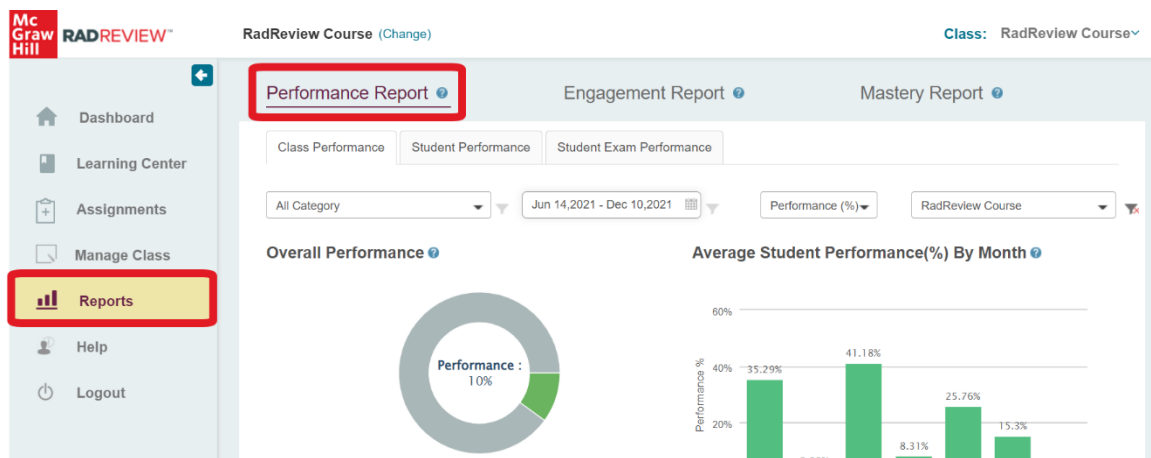 Mc
Graw
Hill
RADREVIEW™
RadReview Course (Change)
Class: RadReview Course
Performance Report ?
Engagement Report ?
Mastery Report ?
Dashboard
Learning Center
Assignments
Manage Class
Reports
Help
Logout
Class Performance
Student Performance
Student Exam Performance
All Category
Jun 14,2021 - Dec 10,2021
Performance (%)
RadReview Course
Overall Performance ?
Performance :
10%
Average Student Performance(%) By Month ?
Performance %
60%
40%
20%
35.29%
41.18%
8.31%
25.76%
15.3%